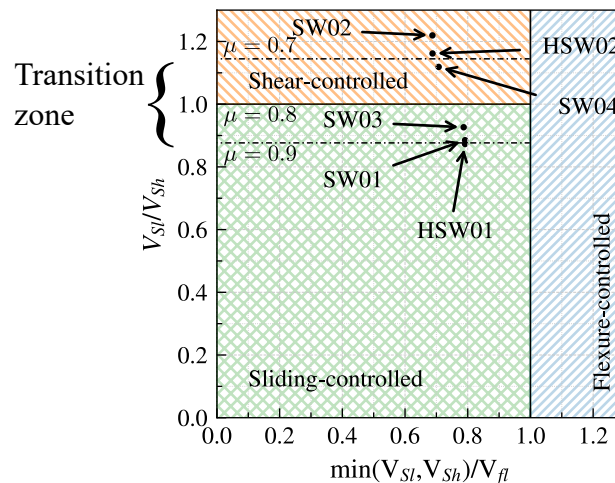 SW02
1.2
μ = 0.7
HSW02
Transition
zone
Shear-controlled
1.0
SW04
μ = 0.8
SW03
μ = 0.9
0.8
SW01
HSW01
V_Sl/V_Sh
0.6
0.4
Flexure-controlled
0.2
Sliding-controlled
0.0
0.0 0.2 0.4 0.6 0.8 1.0 1.2
min(V_Sl,V_Sh)/V_fl